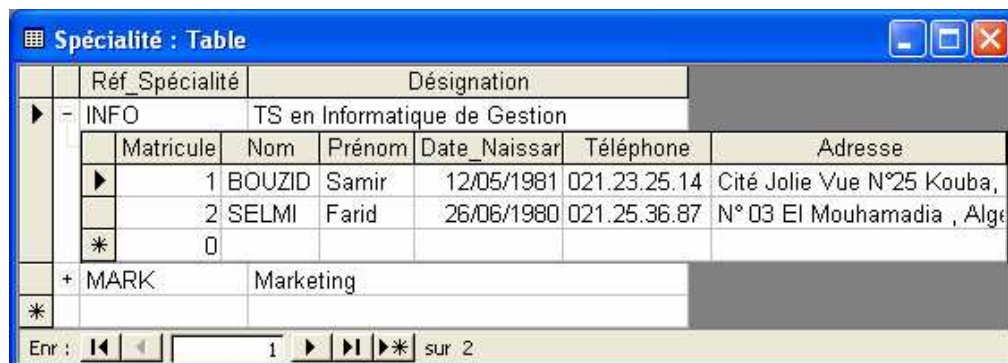 Spécialité : Table
Réf_Spécialité Désignation
INFO TS en Informatique de Gestion
Matricule Nom Prénom Date_Naissar Téléphone Adresse
1 BOUZID Samir 12/05/1981 021.23.25.14 Cité Jolie Vue N°25 Kouba,
2 SELMI Farid 26/06/1980 021.25.36.87 N° 03 El Mouhamadia , Alge
0
MARK Marketing
Enr : 1 sur 2